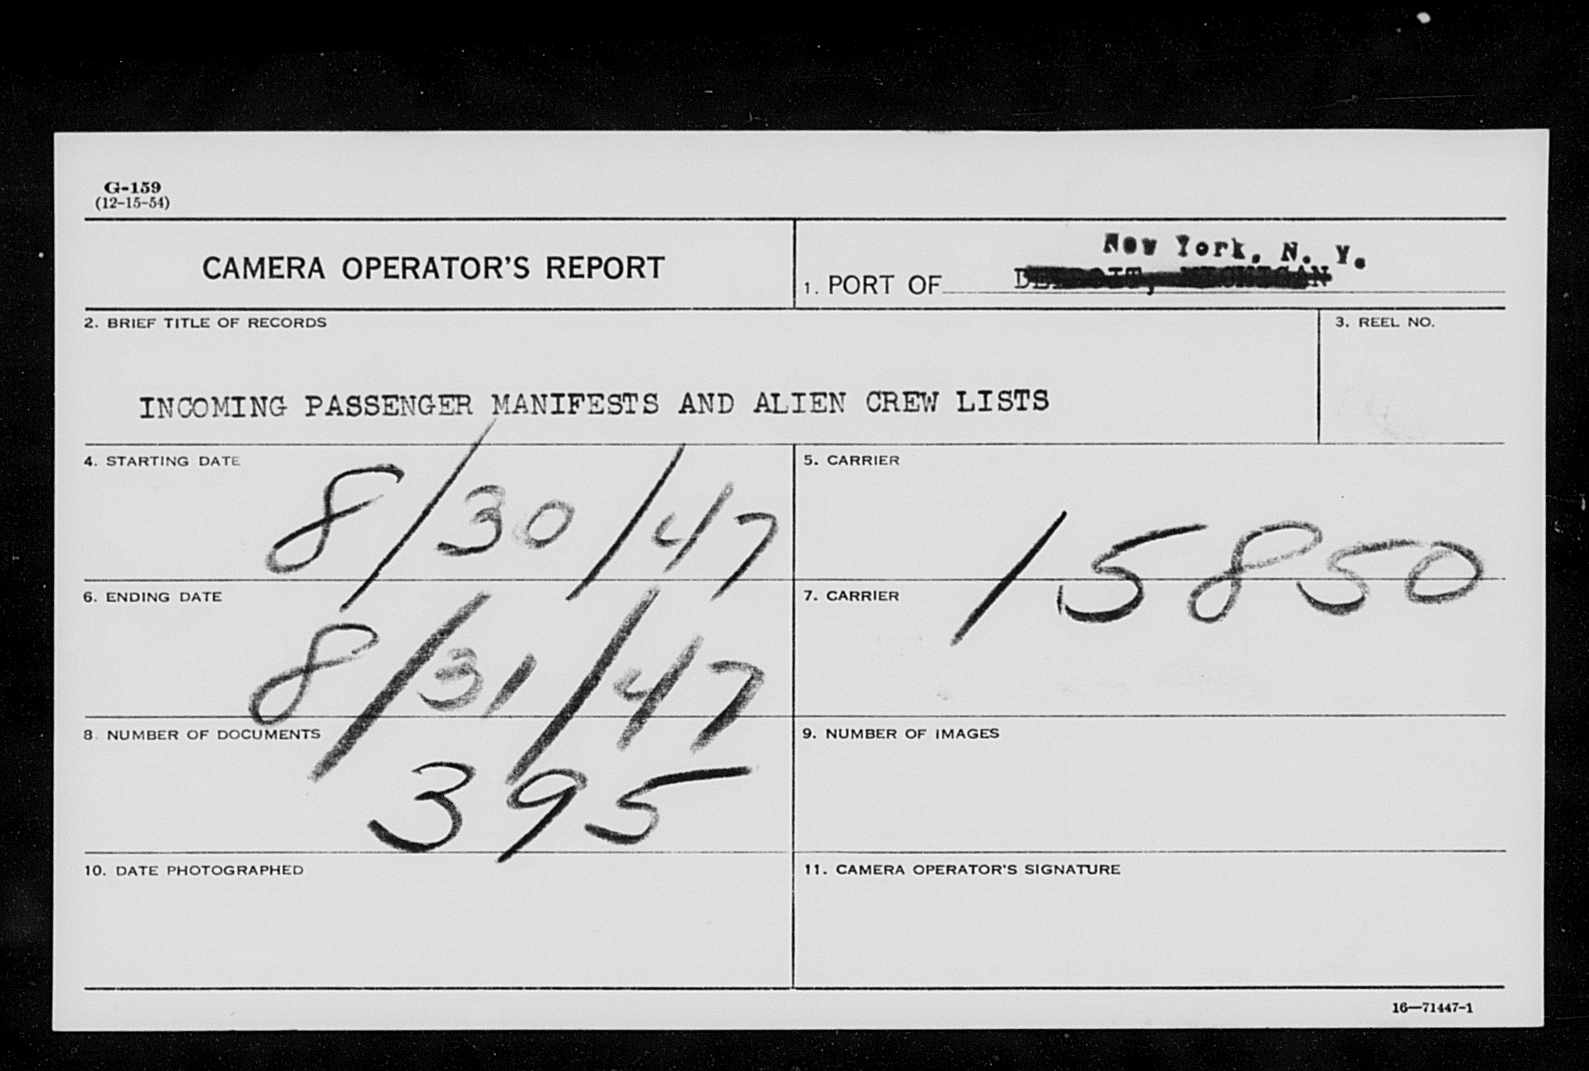 G-159
(12-15-54)
CAMERA OPERATOR'S REPORT
New York, N. Y.
1. PORT OF DETROIT, MICHIGAN
2. BRIEF TITLE OF RECORDS
3. REEL NO.
INCOMING PASSENGER MANIFESTS AND ALIEN CREW LISTS
4. STARTING DATE
8/30/47
5. CARRIER
15850
6. ENDING DATE
8/31/47
7. CARRIER
8 NUMBER OF DOCUMENTS
395
9. NUMBER OF IMAGES
10. DATE PHOTOGRAPHED
11. CAMERA OPERATOR'S SIGNATURE
16—71447-1